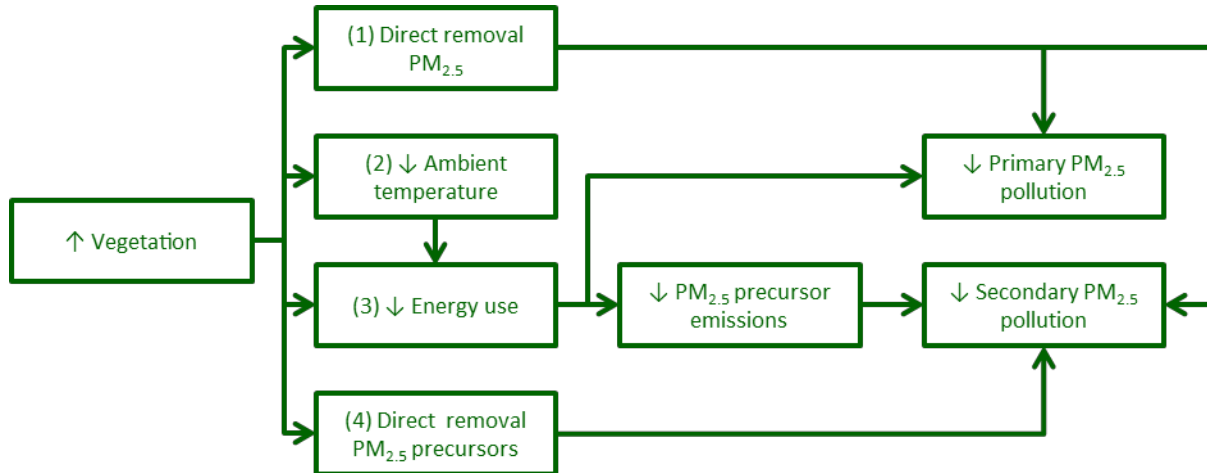 (1) Direct removal
PM2.5
(2) ↓ Ambient
temperature
↓ Primary PM2.5
pollution
↑ Vegetation
(3) ↓ Energy use
↓ PM2.5 precursor
emissions
↓ Secondary PM2.5
pollution
(4) Direct removal
PM2.5 precursors